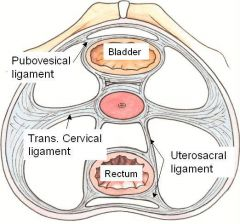 Bladder
Pubovesical
ligament
Trans. Cervical
ligament
Uterosacral
ligament
Rectum